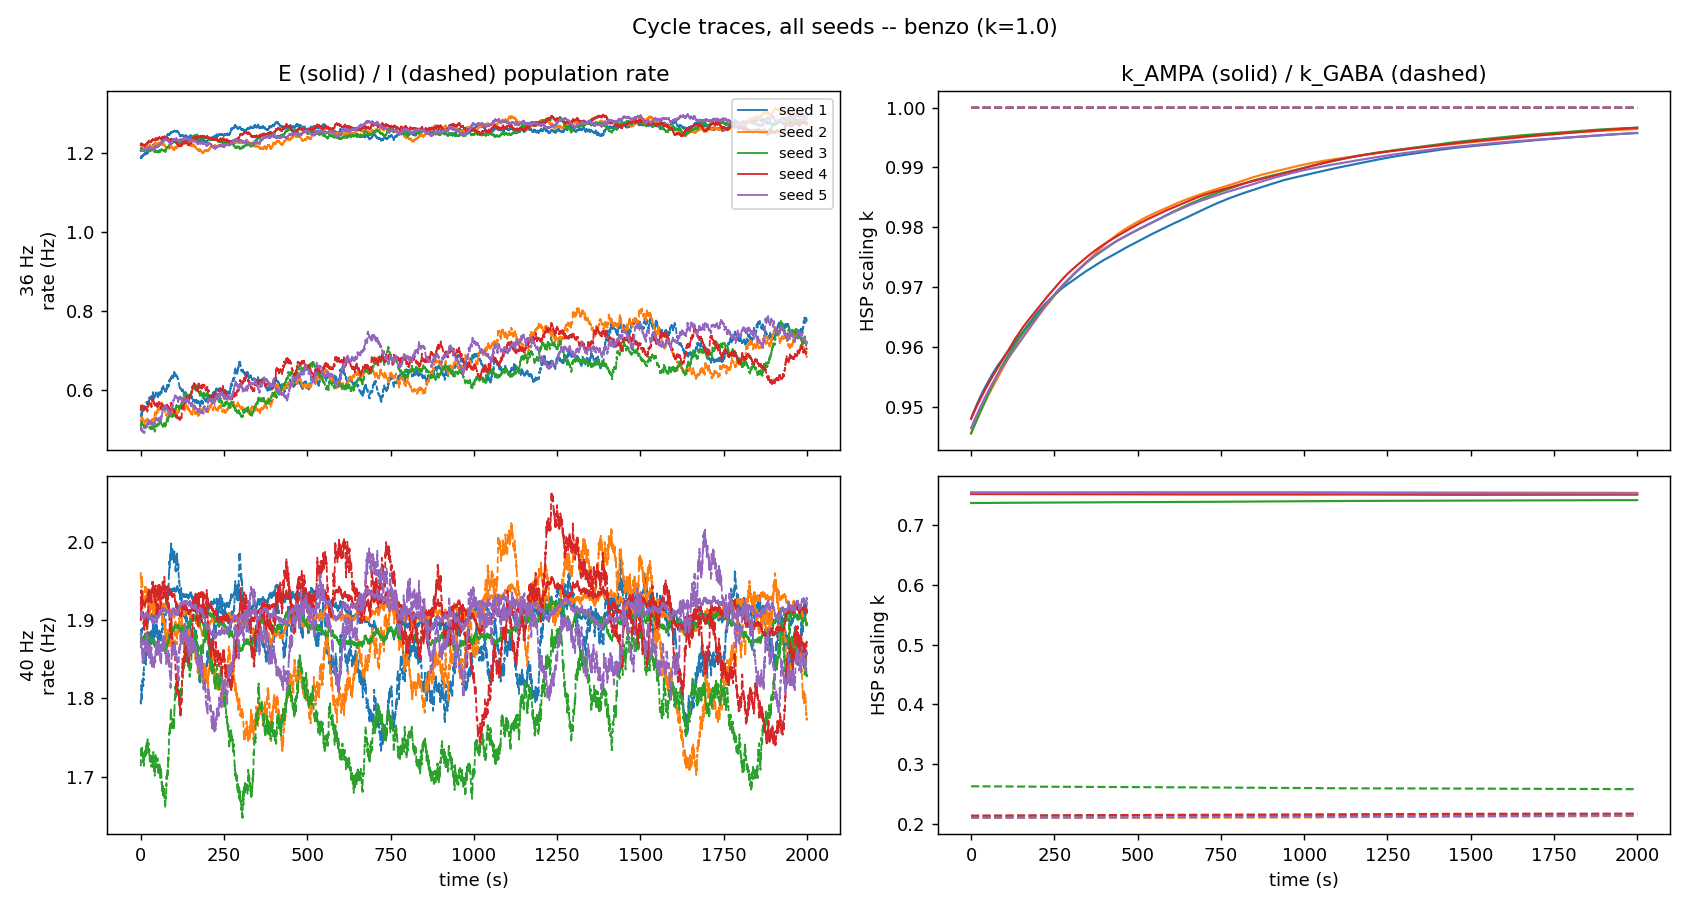 Cycle traces, all seeds -- benzo (k=1.0)
E (solid) / I (dashed) population rate
k_AMPA (solid) / k_GABA (dashed)
36 Hz
rate (Hz)
1.2
1.0
0.8
0.6
seed 1
seed 2
seed 3
seed 4
seed 5
HSP scaling k
1.00
0.99
0.98
0.97
0.96
0.95
40 Hz
rate (Hz)
2.0
1.9
1.8
1.7
0 250 500 750 1000 1250 1500 1750 2000
time (s)
HSP scaling k
0.7
0.6
0.5
0.4
0.3
0.2
0 250 500 750 1000 1250 1500 1750 2000
time (s)